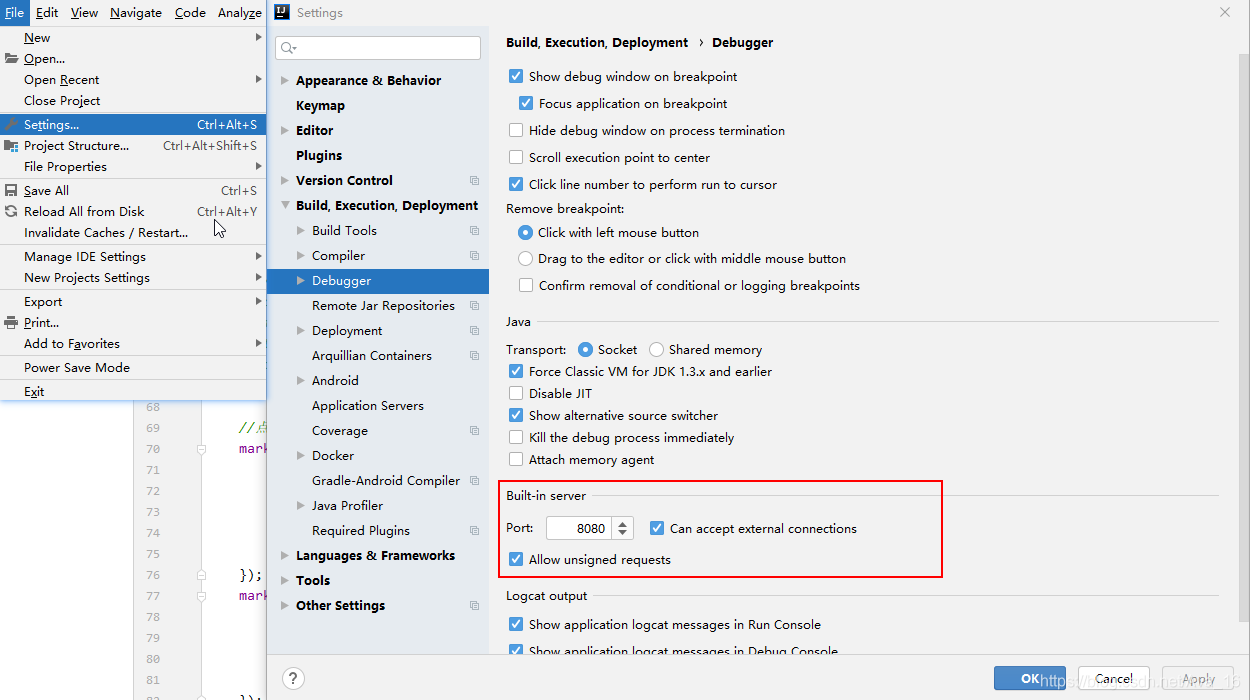 File Edit View Navigate Code Analyze
New
Open...
Open Recent
Close Project
Settings... Ctrl+Alt+S
Project Structure... Ctrl+Alt+Shift+S
File Properties
Save All Ctrl+S
Reload All from Disk Ctrl+Alt+Y
Invalidate Caches / Restart...
Manage IDE Settings
New Projects Settings
Export
Print...
Add to Favorites
Power Save Mode
Exit
68
69 //点
70 mark
71
72
73
74
75
76 });
77 mark
78
79
80
81
82 });
Settings
Appearance & Behavior
Keymap
Editor
Plugins
Version Control
Build, Execution, Deployment
Build Tools
Compiler
Debugger
Remote Jar Repositories
Deployment
Arquillian Containers
Android
Application Servers
Coverage
Docker
Gradle-Android Compiler
Java Profiler
Required Plugins
Languages & Frameworks
Tools
Other Settings
?
Build, Execution, Deployment › Debugger
Show debug window on breakpoint
Focus application on breakpoint
Hide debug window on process termination
Scroll execution point to center
Click line number to perform run to cursor
Remove breakpoint:
Click with left mouse button
Drag to the editor or click with middle mouse button
Confirm removal of conditional or logging breakpoints
Java
Transport: Socket Shared memory
Force Classic VM for JDK 1.3.x and earlier
Disable JIT
Show alternative source switcher
Kill the debug process immediately
Attach memory agent
Built-in server
Port: 8080 Can accept external connections
Allow unsigned requests
Logcat output
Show application logcat messages in Run Console
Show application logcat messages in Debug Console
OK Cancel Apply